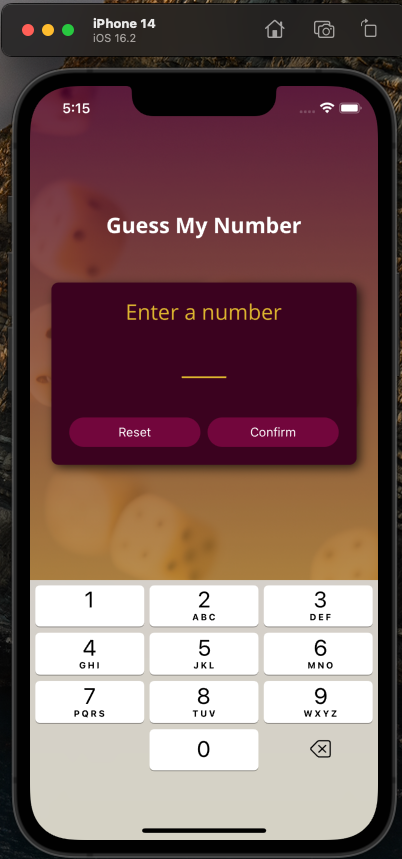 iPhone 14
iOS 16.2
5:15
Guess My Number
Enter a number
Reset Confirm
1 2 3
ABC DEF
4 5 6
GHI JKL MNO
7 8 9
PQRS TUV WXYZ
0